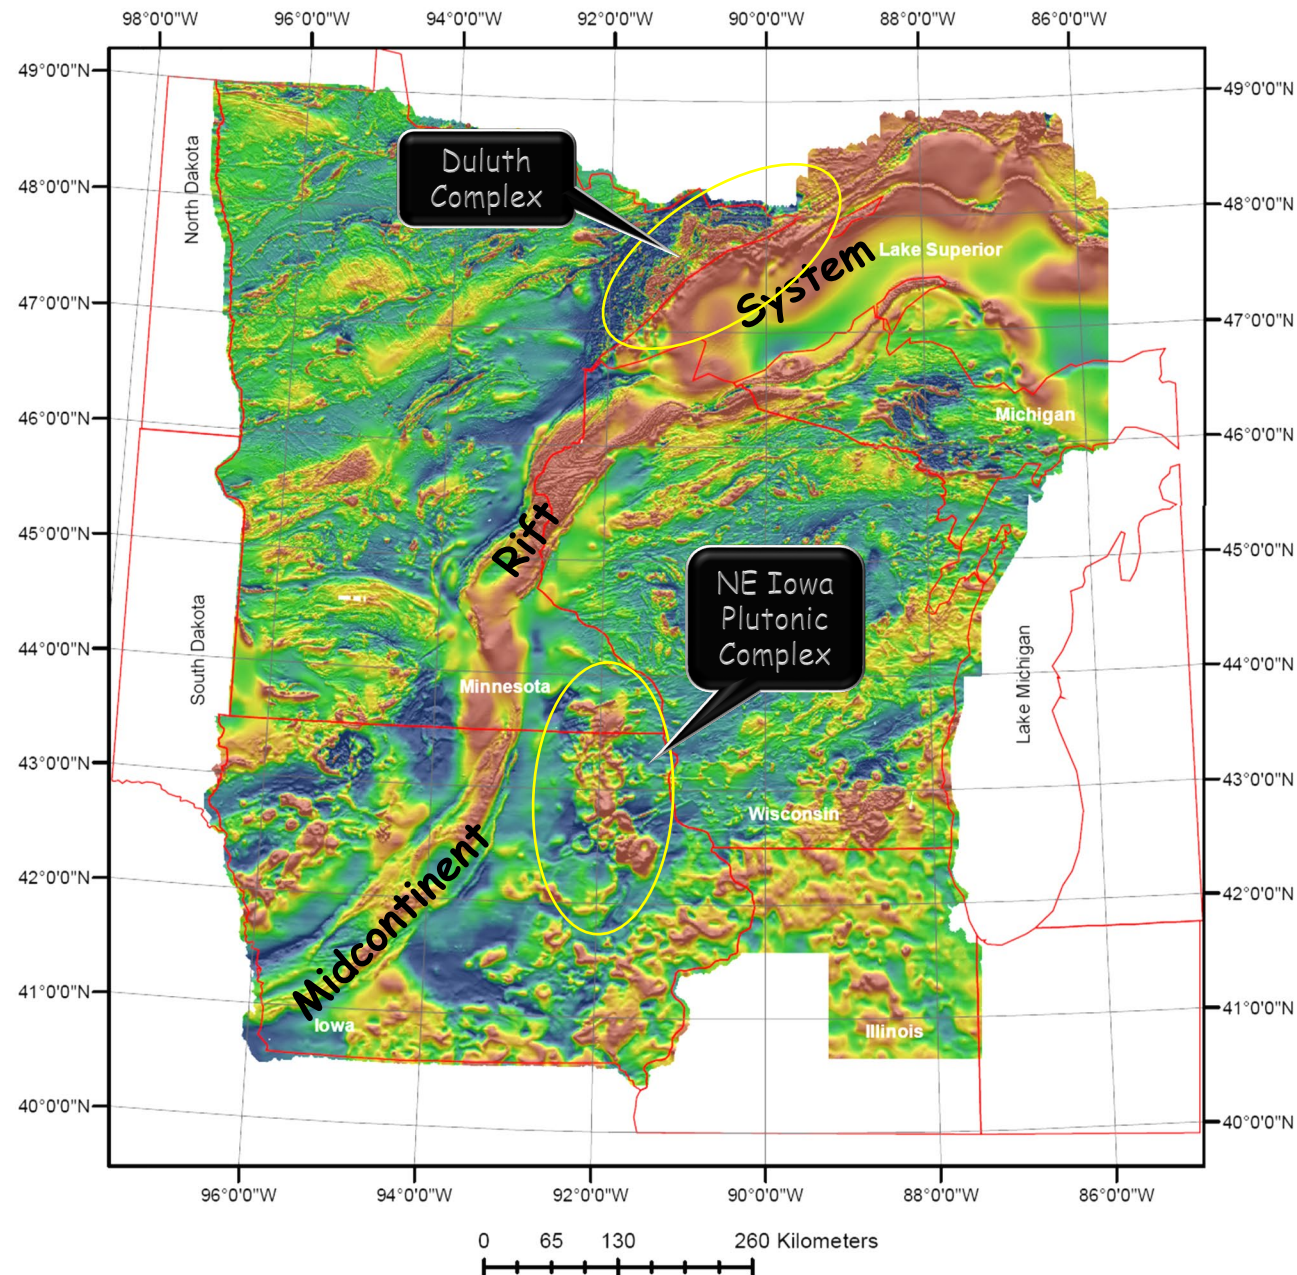 98°0'0"W 96°0'0"W 94°0'0"W 92°0'0"W 90°0'0"W 88°0'0"W 86°0'0"W
49°0'0"N
49°0'0"N
Duluth
Complex
North Dakota
48°0'0"N
48°0'0"N
Lake Superior
System
47°0'0"N
47°0'0"N
46°0'0"N
Michigan
46°0'0"N
45°0'0"N
Rift
45°0'0"N
NE Iowa
Plutonic
Complex
44°0'0"N
South Dakota
Lake Michigan
44°0'0"N
Minnesota
43°0'0"N
43°0'0"N
Wisconsin
42°0'0"N
42°0'0"N
Midcontinent
41°0'0"N
41°0'0"N
Iowa
Illinois
40°0'0"N
40°0'0"N
96°0'0"W 94°0'0"W 92°0'0"W 90°0'0"W 88°0'0"W 86°0'0"W
0 65 130 260 Kilometers